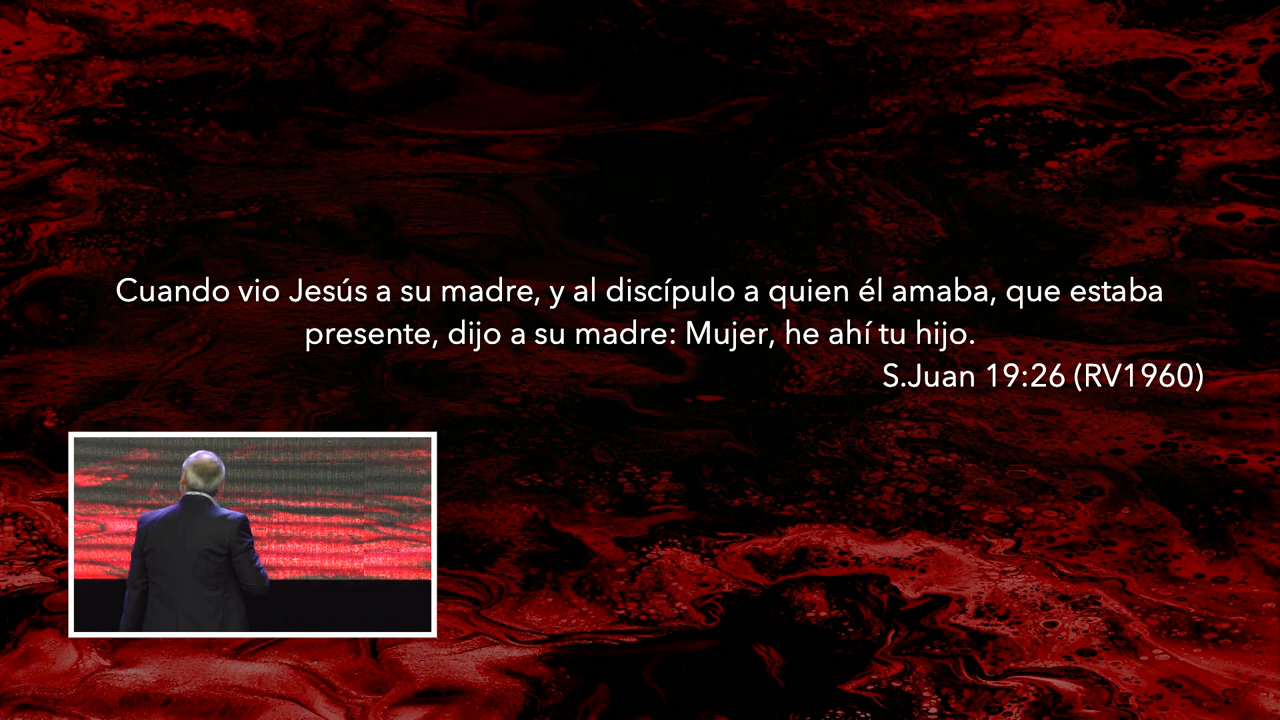 Cuando vio Jesús a su madre, y al discípulo a quien él amaba, que estaba
presente, dijo a su madre: Mujer, he ahí tu hijo.
S.Juan 19:26 (RV1960)